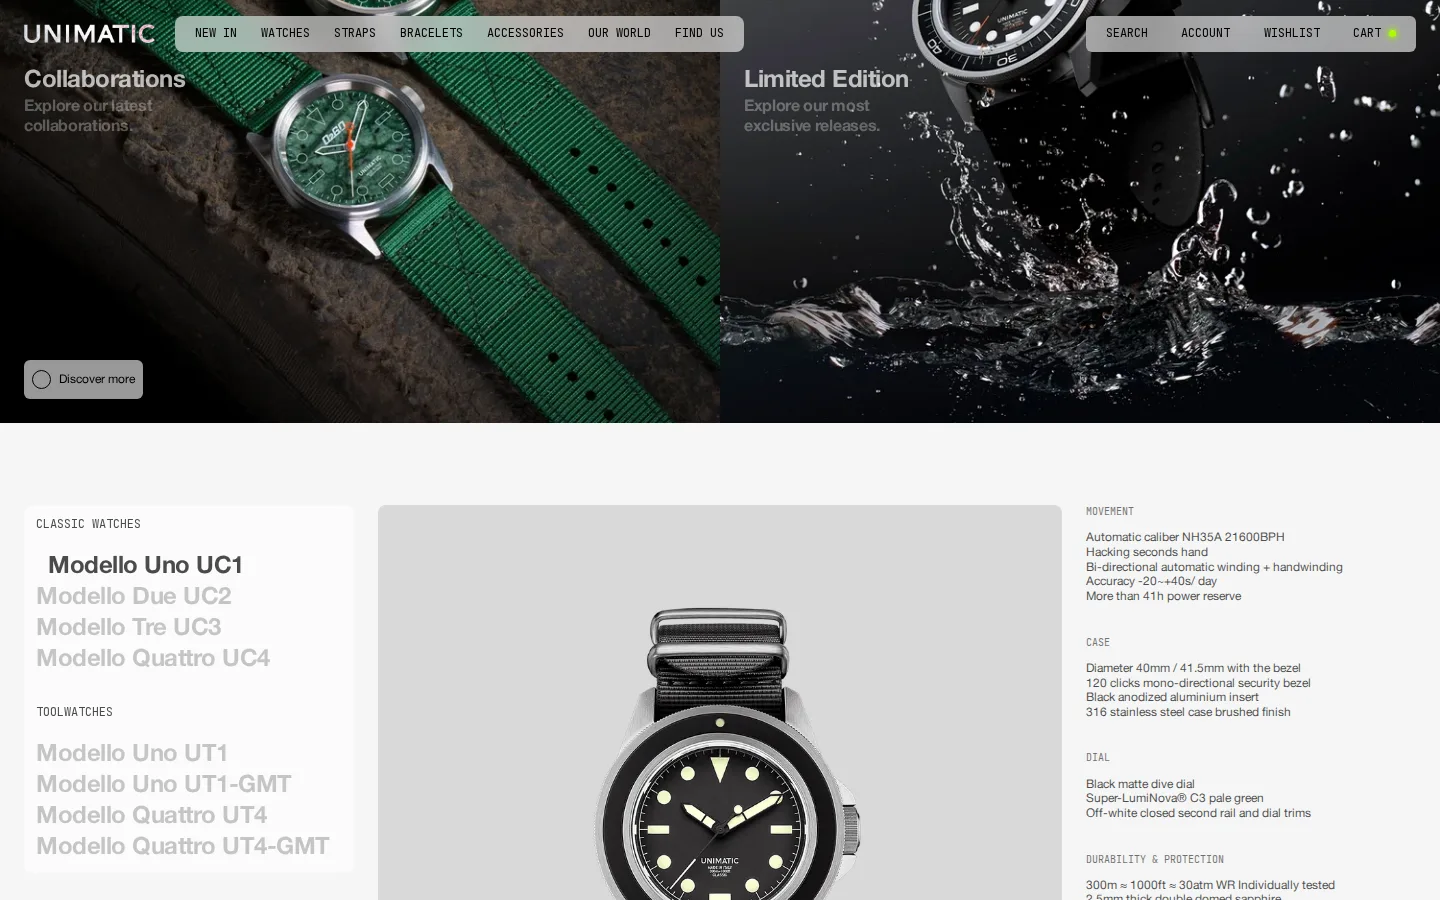 UNIMATIC
NEW IN
WATCHES
STRAPS
BRACELETS
ACCESSORIES
OUR WORLD
FIND US
SEARCH
ACCOUNT
WISHLIST
CART
Collaborations
Explore our latest
collaborations.
Discover more
Limited Edition
Explore our most
exclusive releases.
CLASSIC WATCHES
Modello Uno UC1
Modello Due UC2
Modello Tre UC3
Modello Quattro UC4
TOOLWATCHES
Modello Uno UT1
Modello Uno UT1-GMT
Modello Quattro UT4
Modello Quattro UT4-GMT
UNIMATIC
MOVEMENT
Automatic caliber NH35A 21600BPH
Hacking seconds hand
Bi-directional automatic winding + handwinding
Accuracy -20~+40s/ day
More than 41h power reserve
CASE
Diameter 40mm / 41.5mm with the bezel
120 clicks mono-directional security bezel
Black anodized aluminium insert
316 stainless steel case brushed finish
DIAL
Black matte dive dial
Super-LumiNova® C3 pale green
Off-white closed second rail and dial trims
DURABILITY & PROTECTION
300m ≈ 1000ft ≈ 30atm WR Individually tested
2.5mm thick double domed sapphire